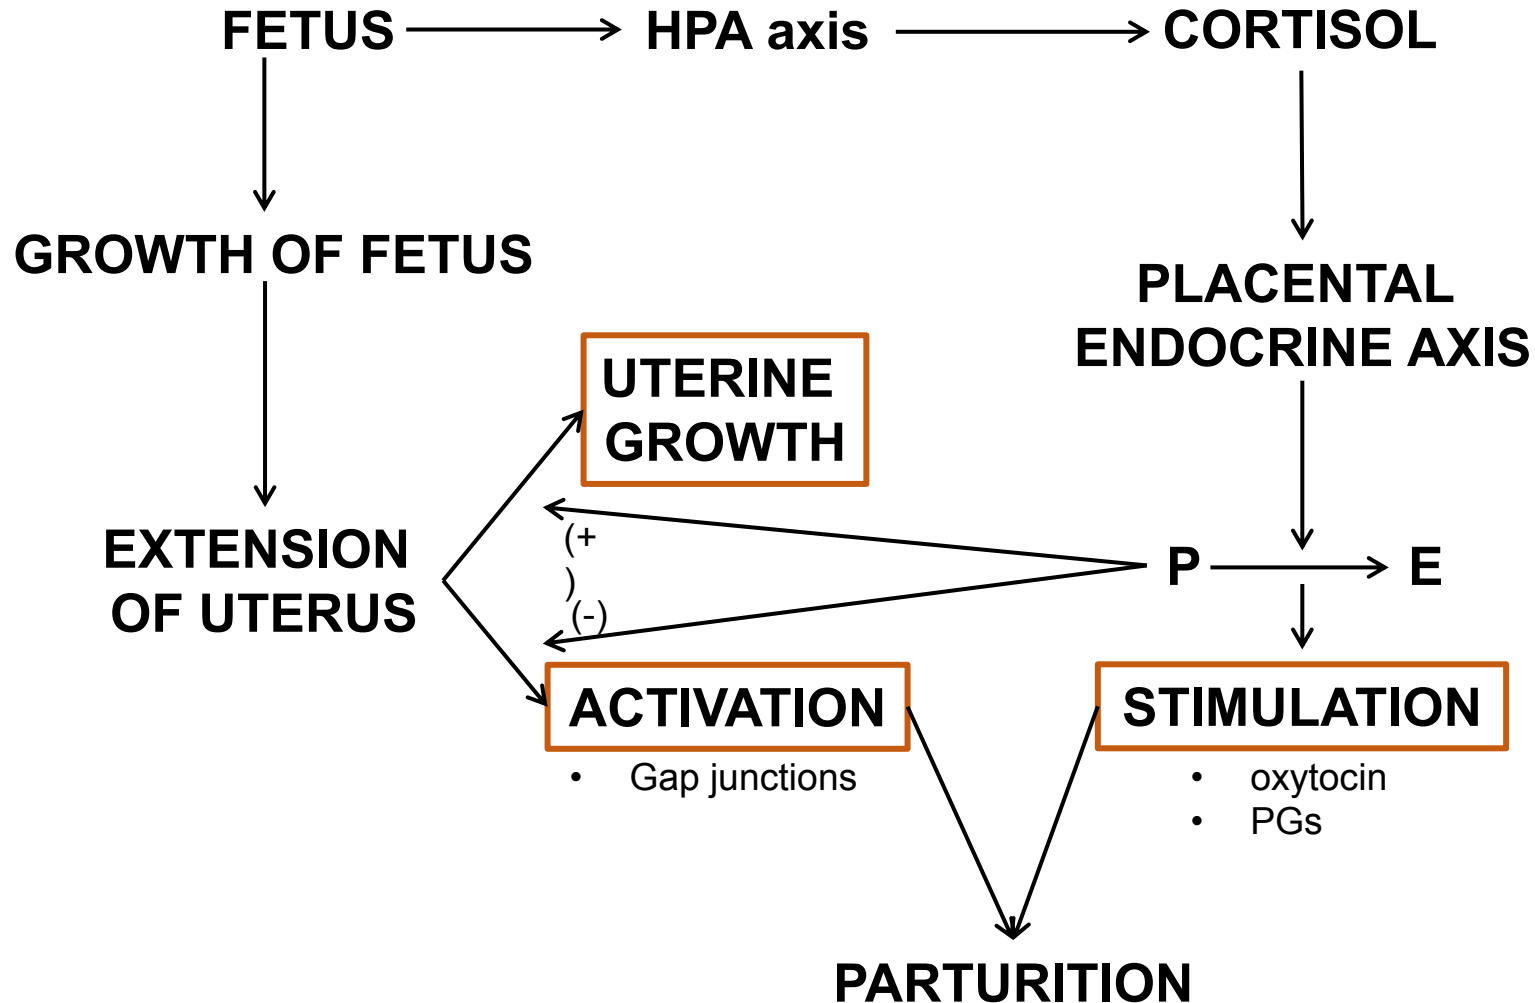 FETUS
HPA axis
CORTISOL
GROWTH OF FETUS
PLACENTAL
ENDOCRINE AXIS
UTERINE
GROWTH
EXTENSION
OF UTERUS
(+
)
(-)
P
E
ACTIVATION
• Gap junctions
STIMULATION
• oxytocin
• PGs
PARTURITION